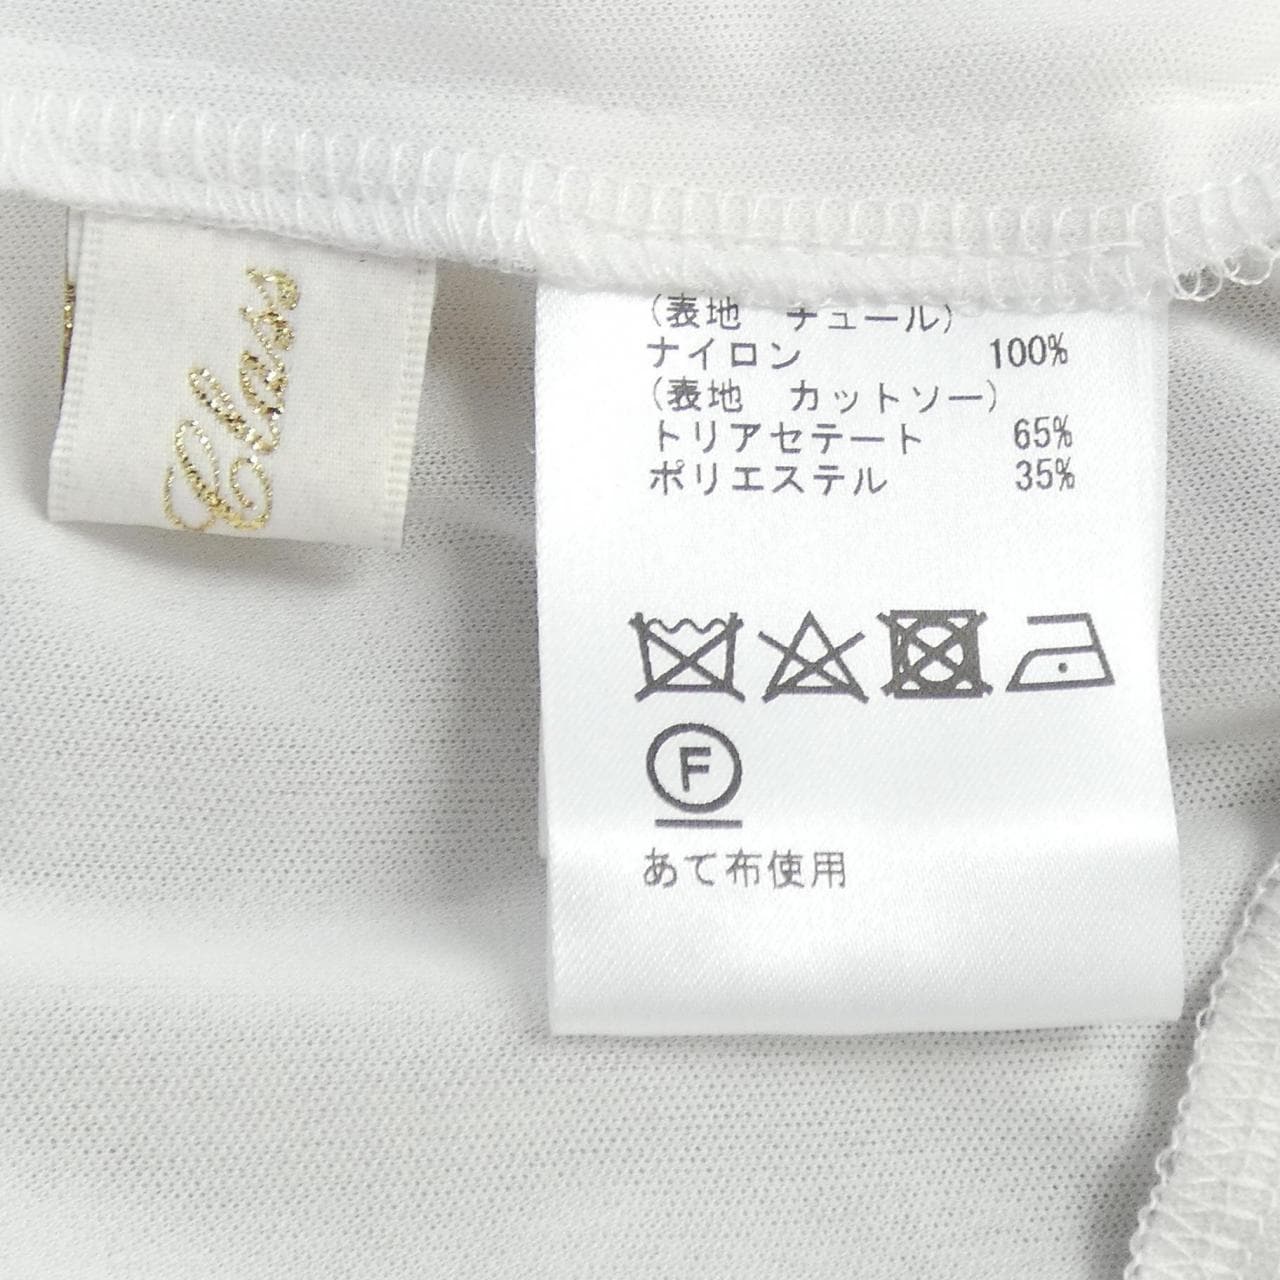 Class
(表地　チュール)
ナイロン 100%
(表地　カットソー)
トリアセテート 65%
ポリエステル 35%
F
あて布使用